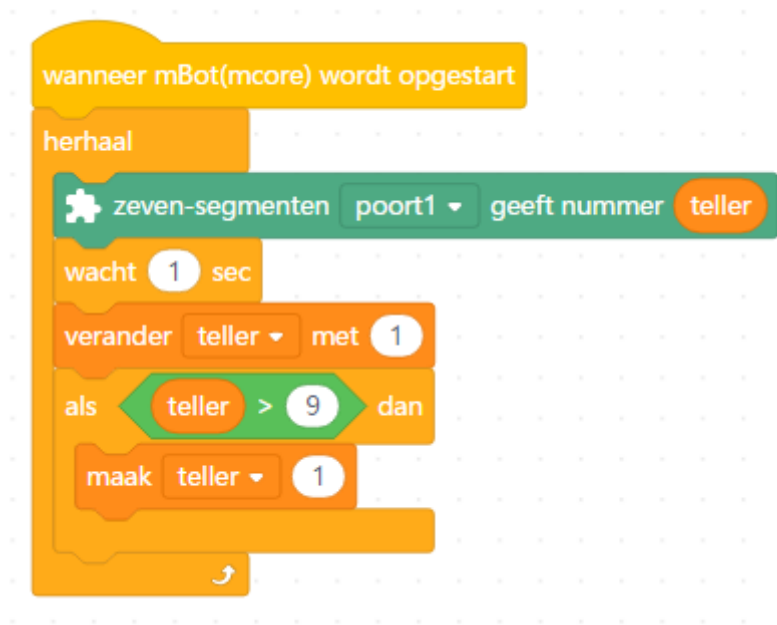 wanneer mBot(mcore) wordt opgestart
herhaal
zeven-segmenten poort1 geeft nummer teller
wacht 1 sec
verander teller met 1
als teller > 9 dan
maak teller 1